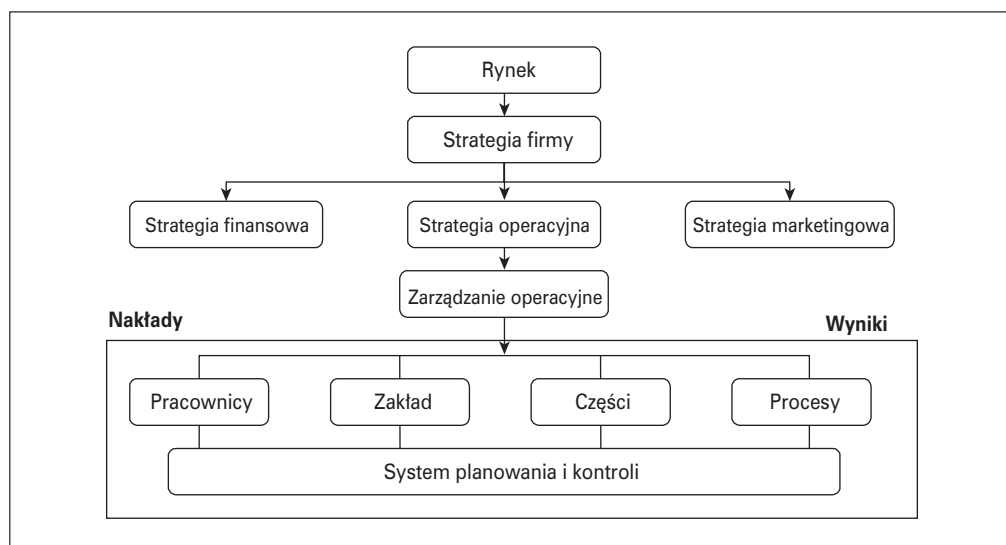 Rynek
Strategia firmy
Strategia finansowa
Strategia operacyjna
Strategia marketingowa
Zarządzanie operacyjne
Nakłady
Wyniki
Pracownicy
Zakład
Części
Procesy
System planowania i kontroli